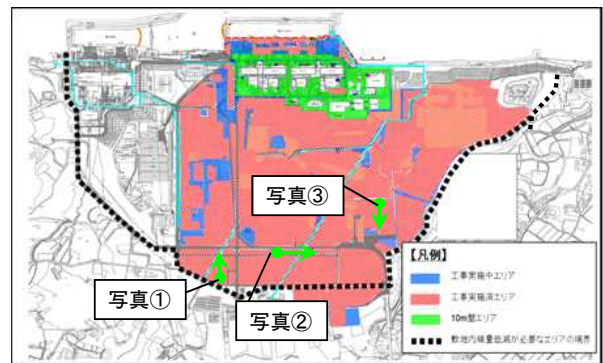 写真③
写真①
写真②
【凡例】
工事実施中エリア
工事実施済エリア
10m盤エリア
敷地内線量低減が必要なエリアの境界